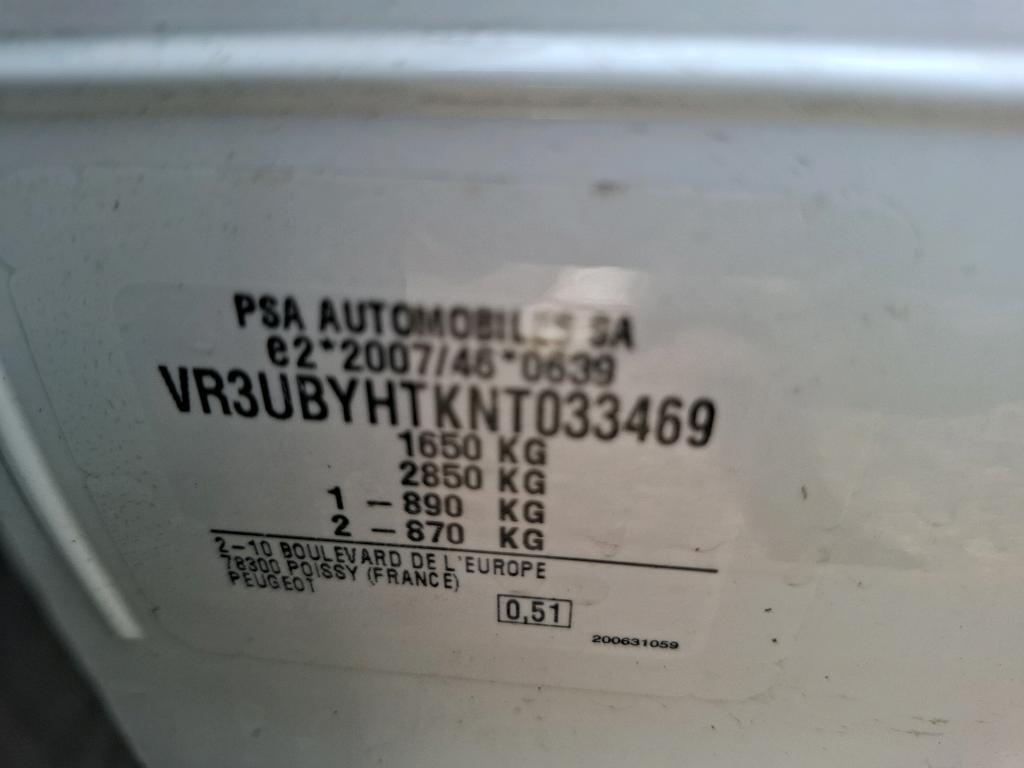 PSA AUTOMOBILES SA
e2*2007/46*0639
VR3UBYHTKNT033469
1650 KG
2850 KG
1 -890 KG
2 -870 KG
2-10 BOULEVARD DE L'EUROPE
78300 POISSY (FRANCE)
PEUGEOT
0,51
200631059